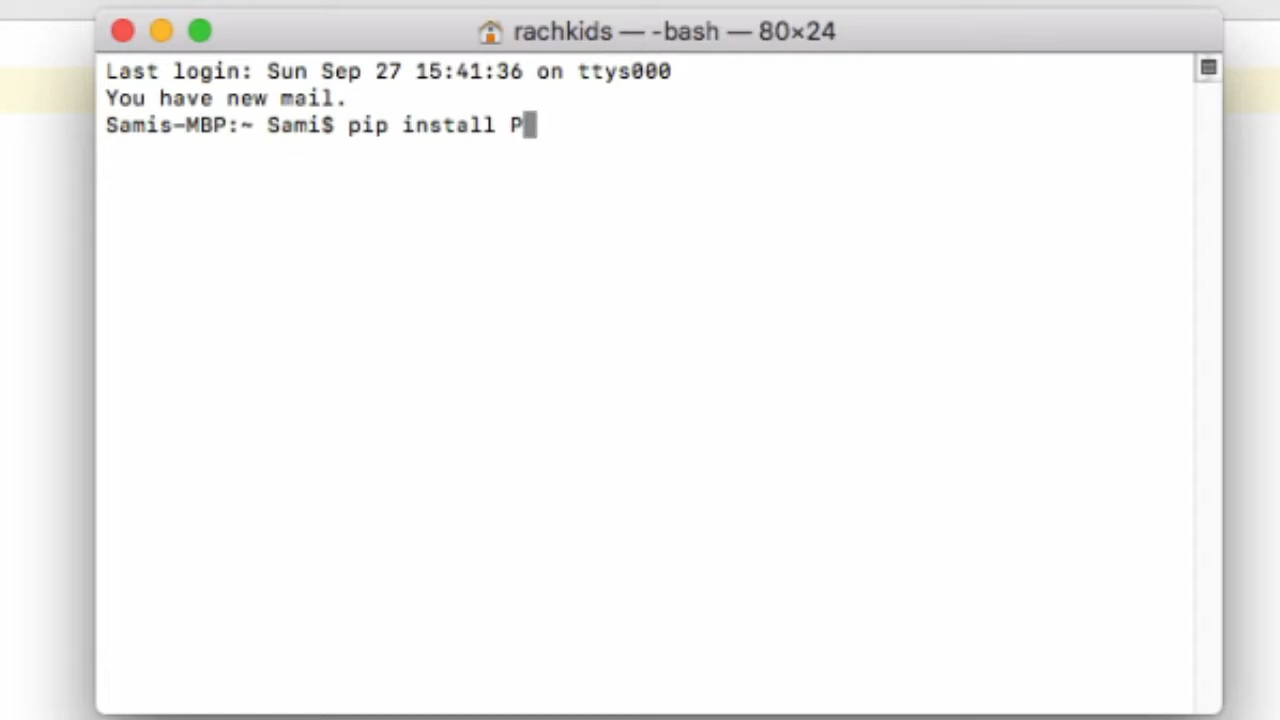 rachkids — -bash — 80×24
Last login: Sun Sep 27 15:41:36 on ttys000
You have new mail.
Samis-MBP:~ Sami$ pip install P